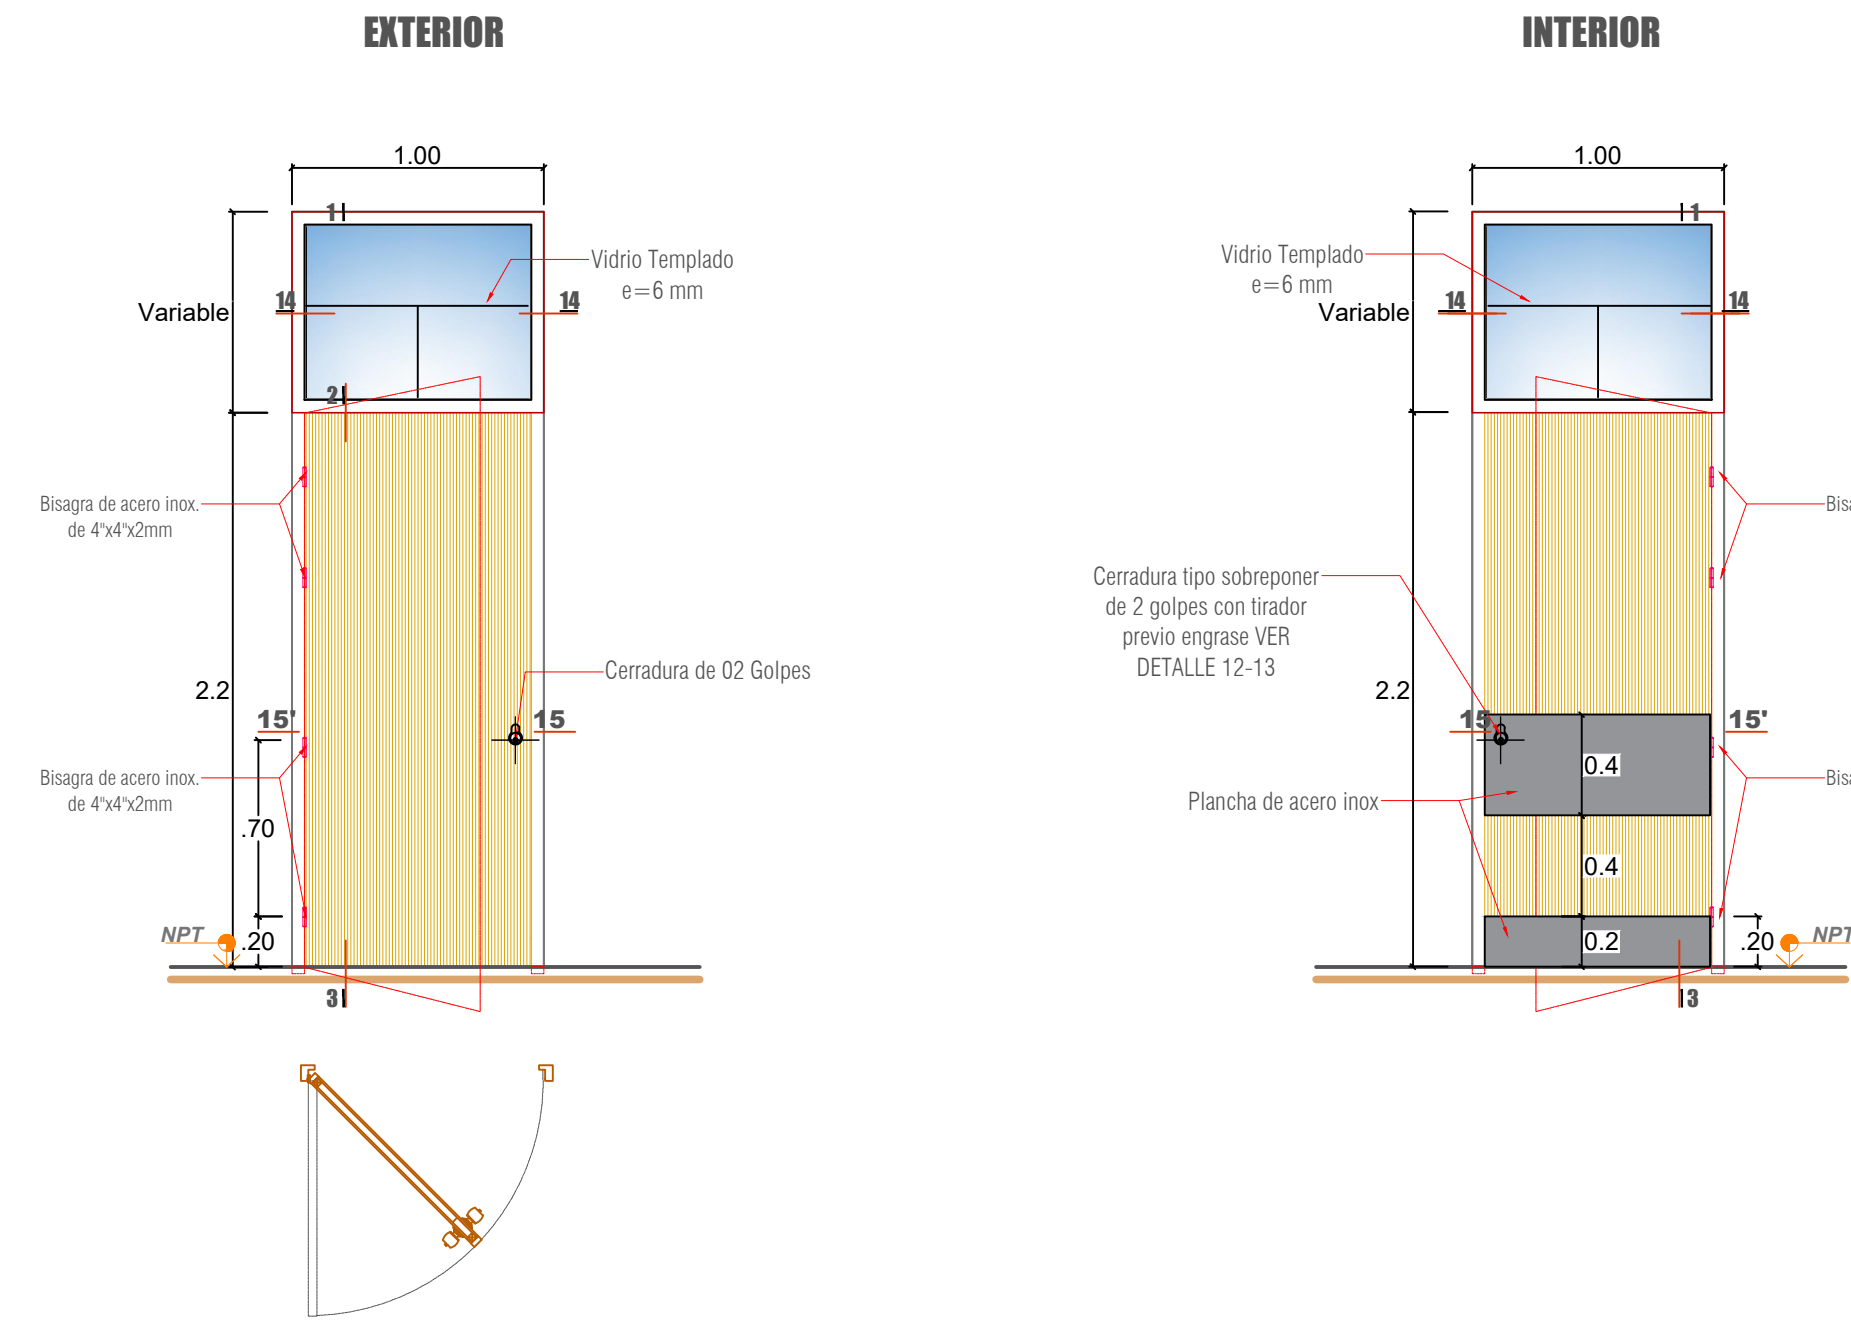 EXTERIOR
1.00
1
Vidrio Templado
e=6 mm
14
14
Variable
2
Bisagra de acero inox.
de 4"x4"x2mm
Cerradura de 02 Golpes
2.2
15'
15
Bisagra de acero inox.
de 4"x4"x2mm
.70
NPT
.20
3
INTERIOR
1.00
1
Vidrio Templado
e=6 mm
14
14
Variable
Bisa
Cerradura tipo sobreponer
de 2 golpes con tirador
previo engrase VER
DETALLE 12-13
2.2
15
15'
0.4
Bisa
Plancha de acero inox
0.4
0.2
.20
NPT
3